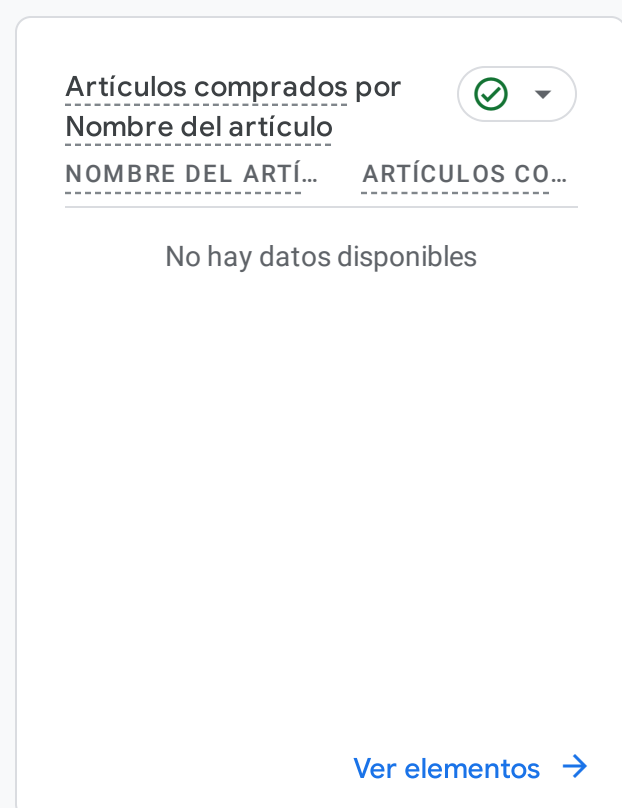 Artículos comprados por
Nombre del artículo
NOMBRE DEL ARTÍ...
ARTÍCULOS CO...
No hay datos disponibles
Ver elementos